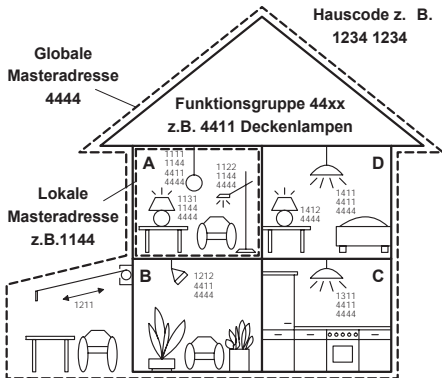 Hauscode z. B.
1234 1234
Globale
Masteradresse
4444
Funktionsgruppe 44xx
z.B. 4411 Deckenlampen
Lokale
Masteradresse
z.B.1144
A
1111
1144
4411
4444
1122
1144
4444
1131
1144
4444
D
1411
4411
4444
1412
4444
B
1212
4411
4444
1211
C
1311
4411
4444